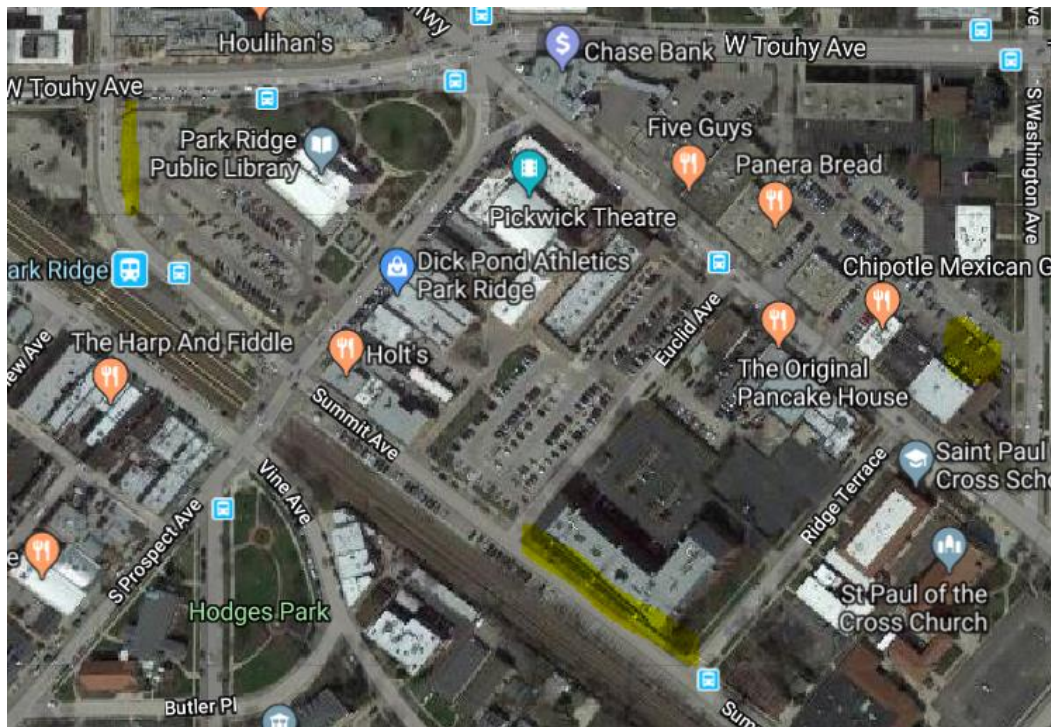 Hwy
Houlihan's
Chase Bank
W Touhy Ave
W Touhy Ave
Five Guys
Park Ridge
Public Library
Panera Bread
S Washington Ave
Pickwick Theatre
Dick Pond Athletics
Park Ridge
Chipotle Mexican G
ark Ridge
Euclid Ave
The Harp And Fiddle
Holt's
The Original
Pancake House
Summit Ave
Saint Paul
Cross Scho
Vine Ave
Ridge Terrace
S Prospect Ave
St Paul of the
Cross Church
Hodges Park
Butler Pl
Sum